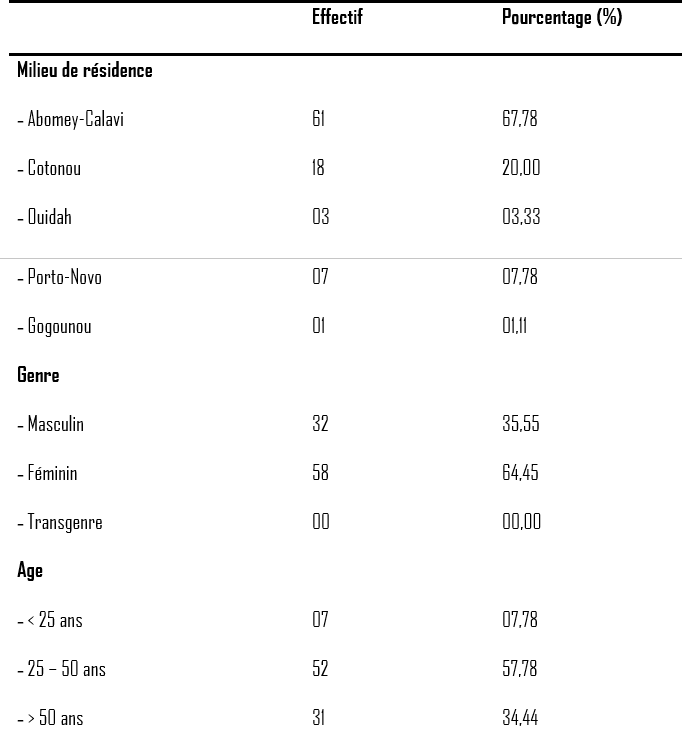 Effectif Pourcentage (%)
Milieu de résidence
- Abomey-Calavi 61 67,78
- Cotonou 18 20,00
- Ouidah 03 03,33
- Porto-Novo 07 07,78
- Gogounou 01 01,11
Genre
- Masculin 32 35,55
- Féminin 58 64,45
- Transgenre 00 00,00
Age
- < 25 ans 07 07,78
- 25 – 50 ans 52 57,78
- > 50 ans 31 34,44